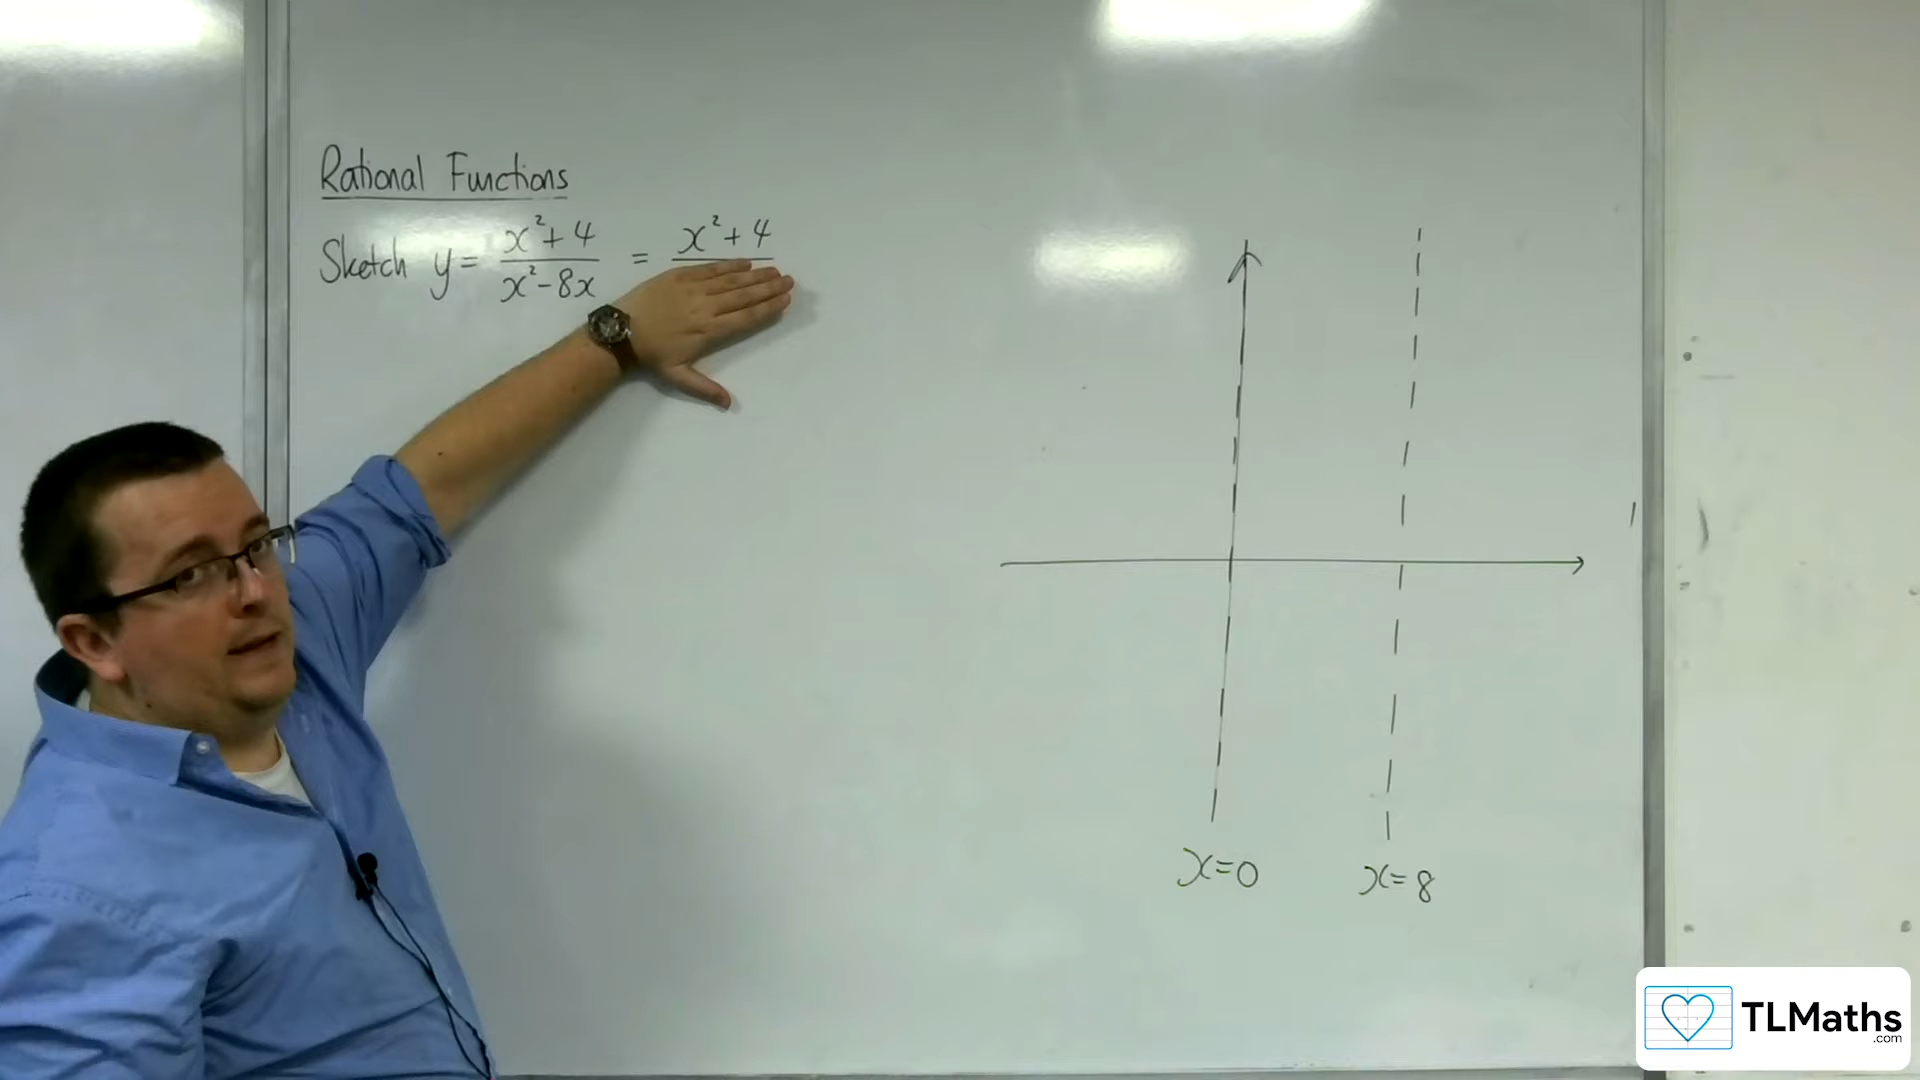 Rational Functions
Sketch y = x²+4 / x²-8x = x²+4
x=0
x=8
TLMaths
.com